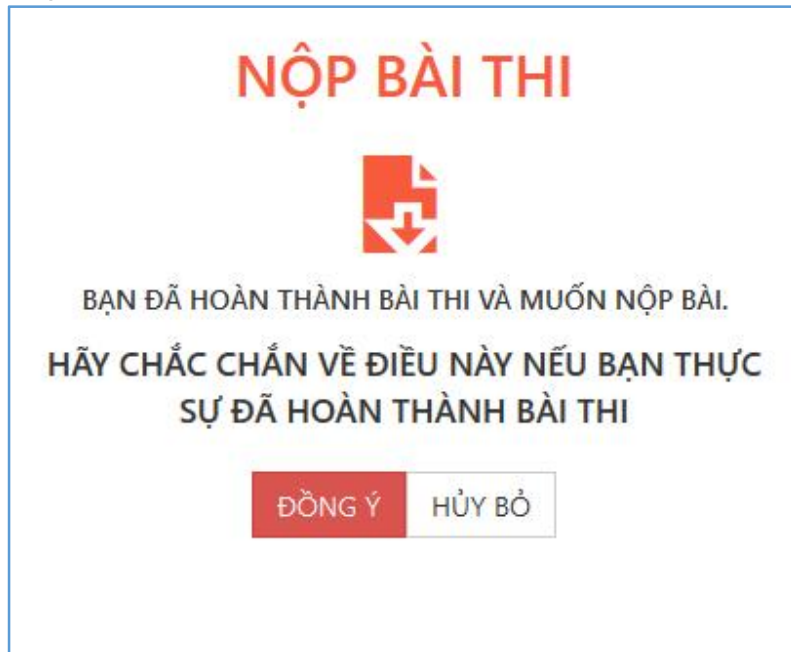 NỘP BÀI THI
BẠN ĐÃ HOÀN THÀNH BÀI THI VÀ MUỐN NỘP BÀI.
HÃY CHẮC CHẮN VỀ ĐIỀU NÀY NẾU BẠN THỰC
SỰ ĐÃ HOÀN THÀNH BÀI THI
ĐỒNG Ý HỦY BỎ